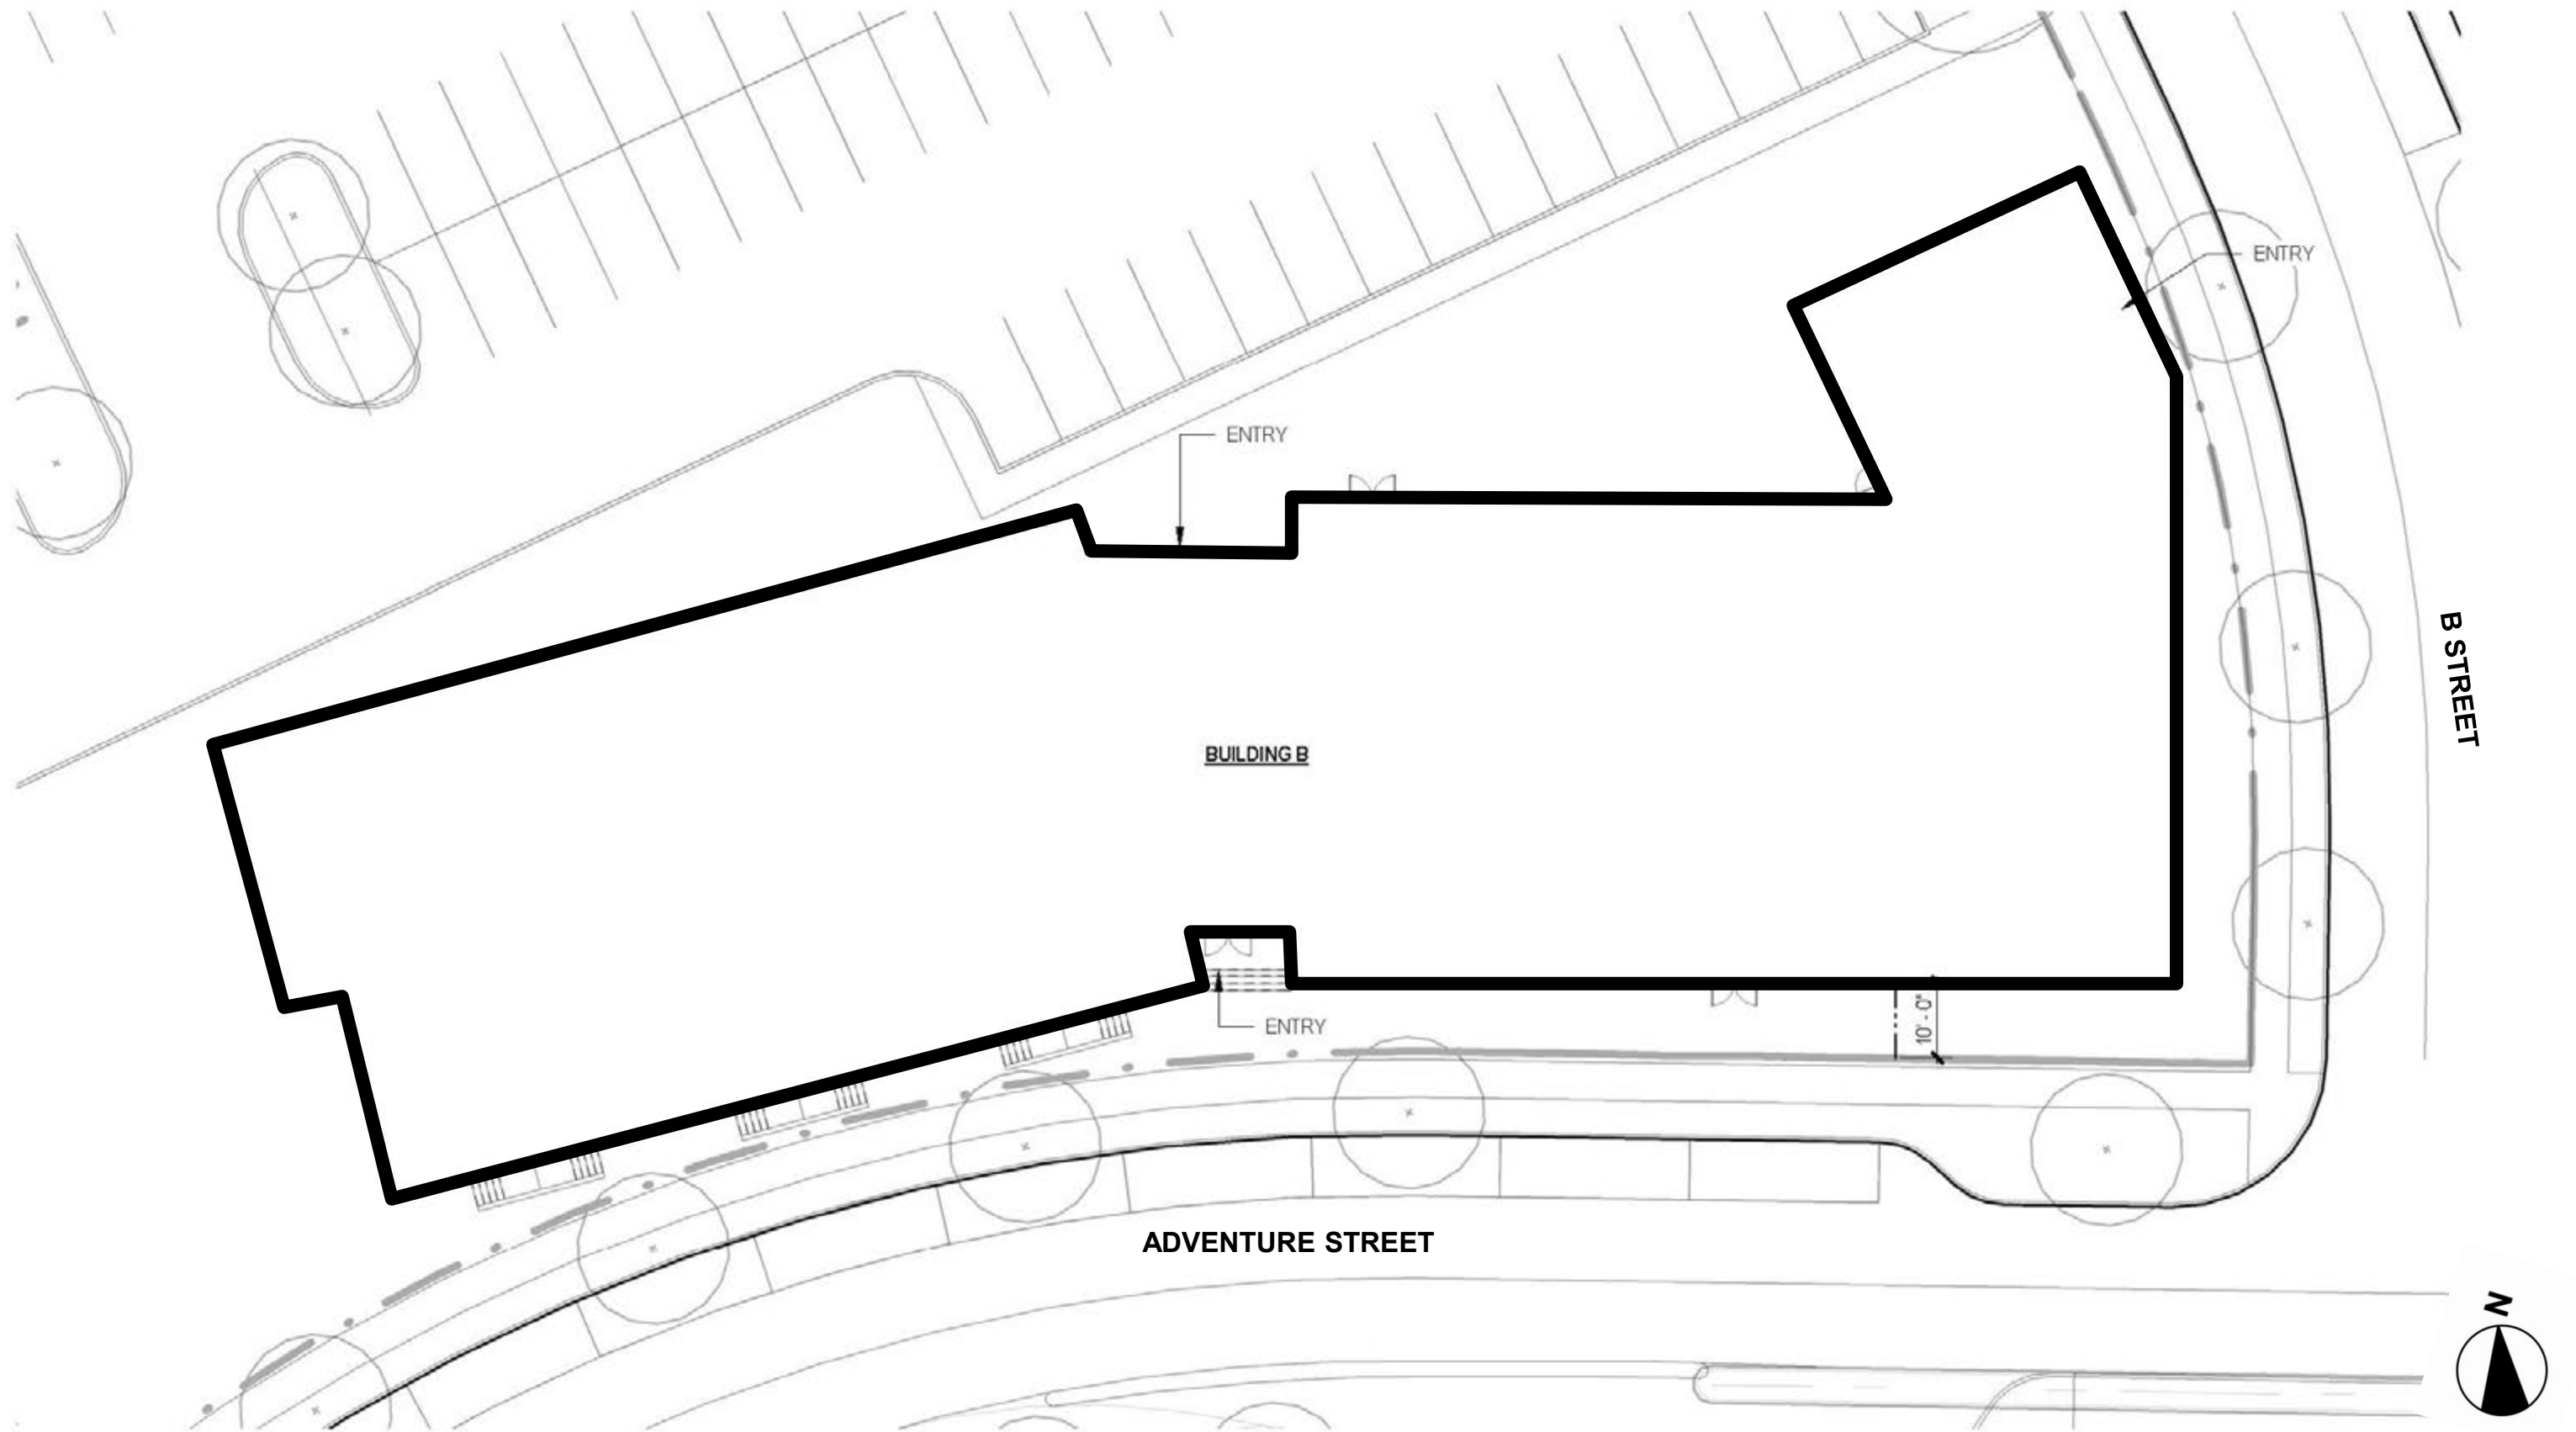 ENTRY
ENTRY
B STREET
BUILDING B
10' - 0"
ENTRY
ADVENTURE STREET
N